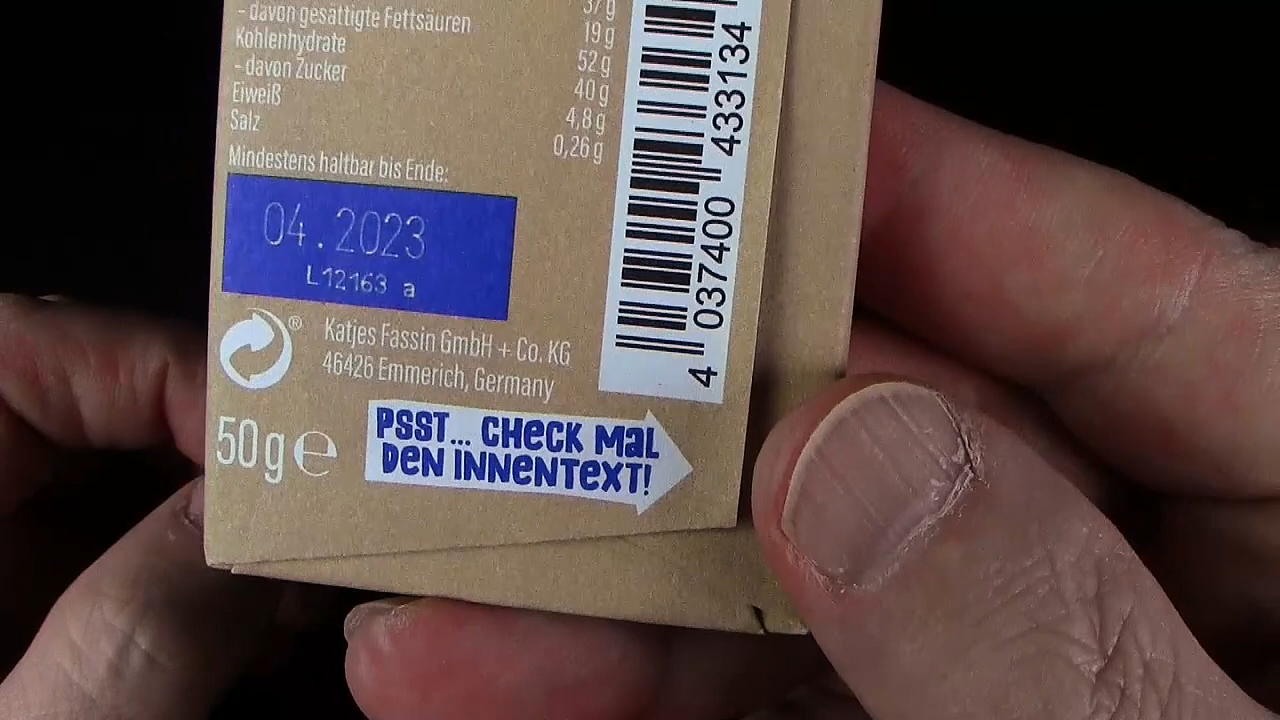 37 g
- davon gesättigte Fettsäuren 19 g
Kohlenhydrate 52 g
- davon Zucker 40 g
Eiweiß 4,8 g
Salz 0,26 g
Mindestens haltbar bis Ende:
04.2023
L12163 a
Katjes Fassin GmbH + Co. KG
46426 Emmerich, Germany
50 g e
PSST... CHECK MAL
DEN INNENTEXT!
4 037400 433134
®